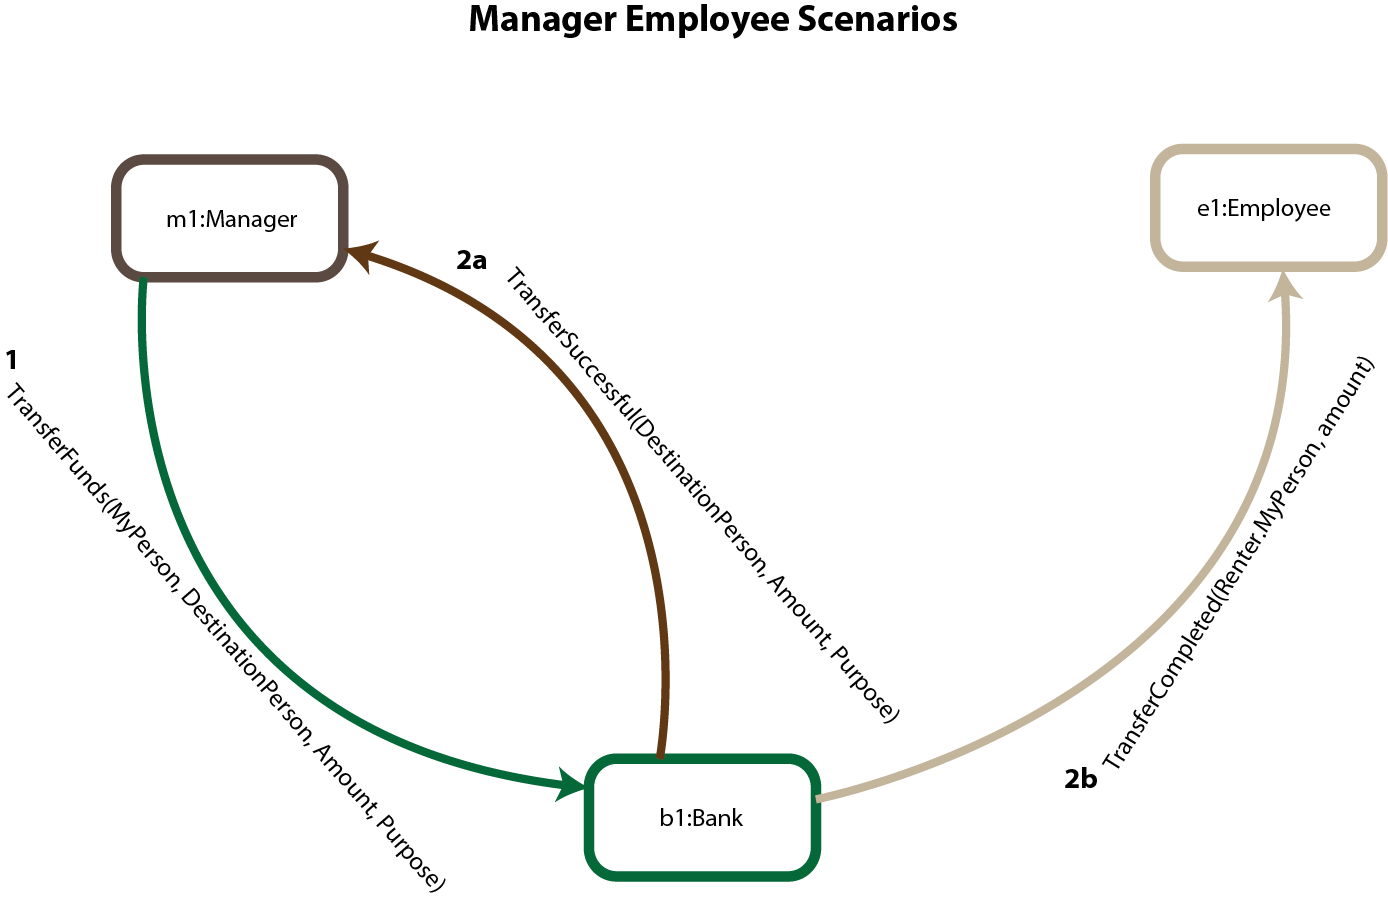 Manager Employee Scenarios
m1:Manager
e1:Employee
2a
TransferSuccessful(DestinationPerson, Amount, Purpose)
1
TransferFunds(MyPerson, DestinationPerson, Amount, Purpose)
2b
TransferCompleted(Renter.MyPerson, amount)
b1:Bank